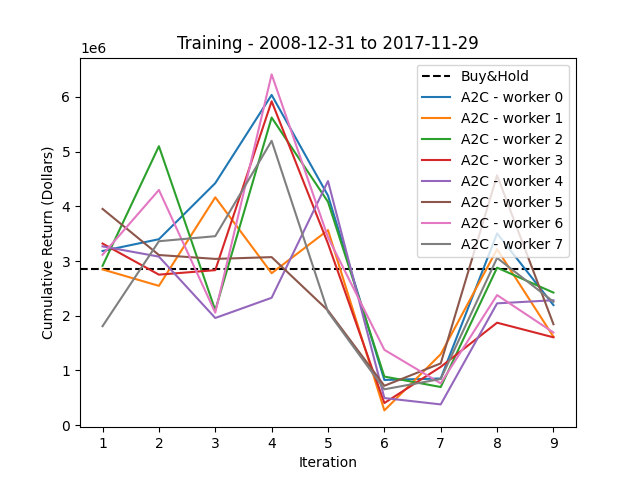 Training - 2008-12-31 to 2017-11-29
1e6
Buy&Hold
A2C - worker 0
A2C - worker 1
A2C - worker 2
A2C - worker 3
A2C - worker 4
A2C - worker 5
A2C - worker 6
A2C - worker 7
Cumulative Return (Dollars)
6
5
4
3
2
1
0
1 2 3 4 5 6 7 8 9
Iteration